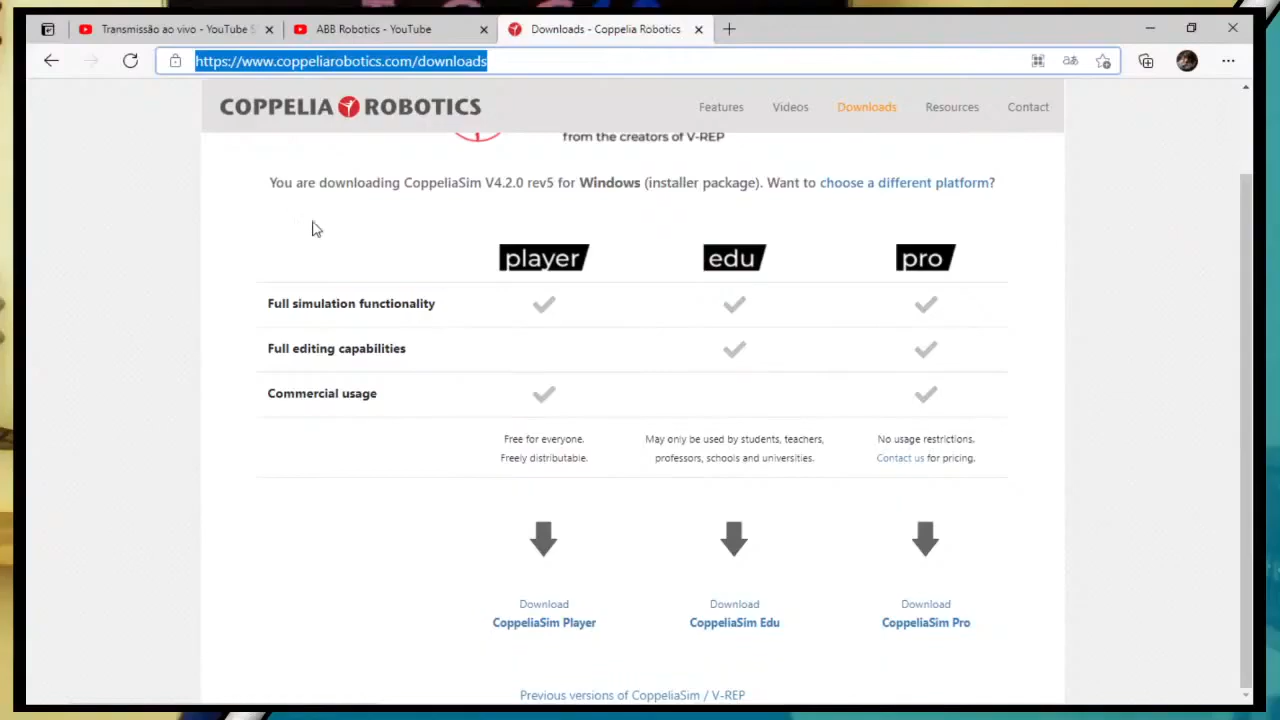 Transmissão ao vivo - YouTube S
ABB Robotics - YouTube
Downloads - Coppelia Robotics
https://www.coppeliarobotics.com/downloads
COPPELIA ROBOTICS
Features
Videos
Downloads
Resources
Contact
from the creators of V-REP
You are downloading CoppeliaSim V4.2.0 rev5 for Windows (installer package). Want to choose a different platform?
player
edu
pro
Full simulation functionality
Full editing capabilities
Commercial usage
Free for everyone.
Freely distributable.
May only be used by students, teachers,
professors, schools and universities.
No usage restrictions.
Contact us for pricing.
Download
CoppeliaSim Player
Download
CoppeliaSim Edu
Download
CoppeliaSim Pro
Previous versions of CoppeliaSim / V-REP